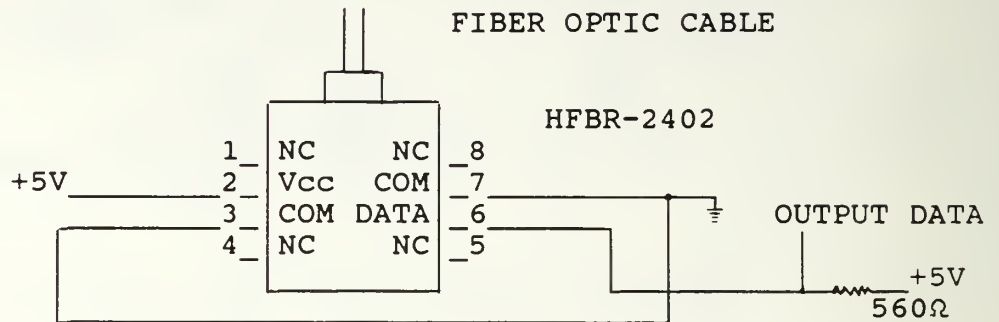 FIBER OPTIC CABLE
HFBR-2402
1 NC NC 8
+5V 2 Vcc COM 7
3 COM DATA 6
OUTPUT DATA
4 NC NC 5
+5V
560Ω